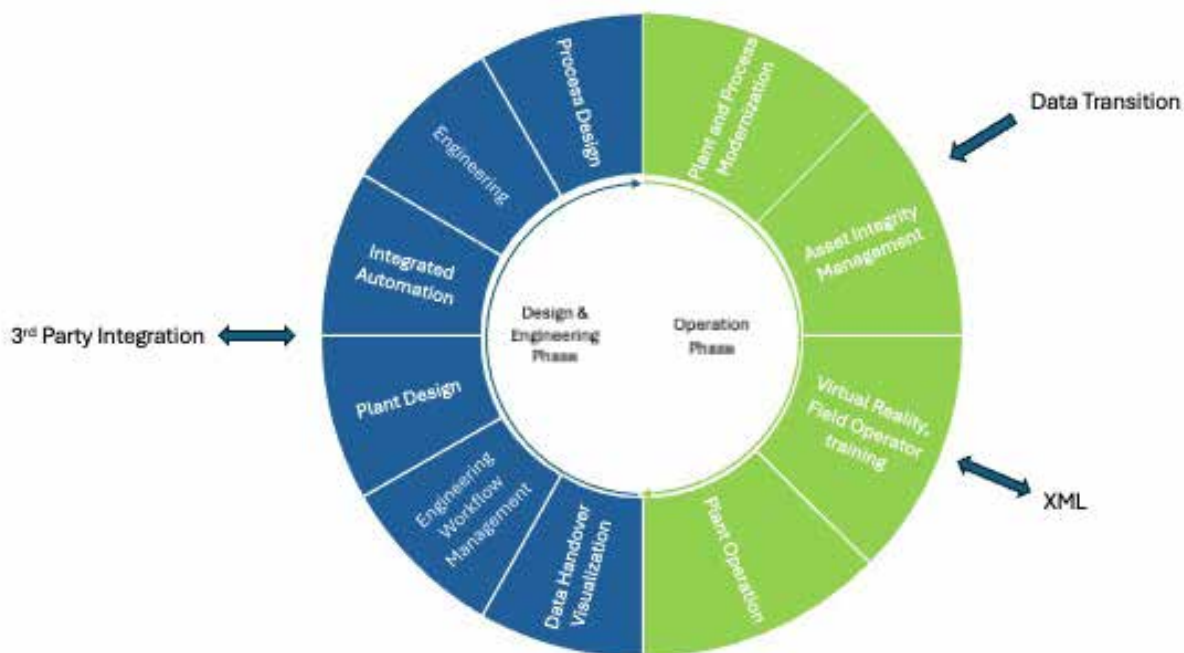 Process Design
Engineering
Integrated
Automation
Plant Design
Engineering
Workflow
Management
Data Handover
Visualization
Plant and Process
Modernization
Asset Integrity
Management
Virtual Reality,
Field Operator
training
Plant Operation
Design &
Engineering
Phase
Operation
Phase
3rd Party Integration
Data Transition
XML